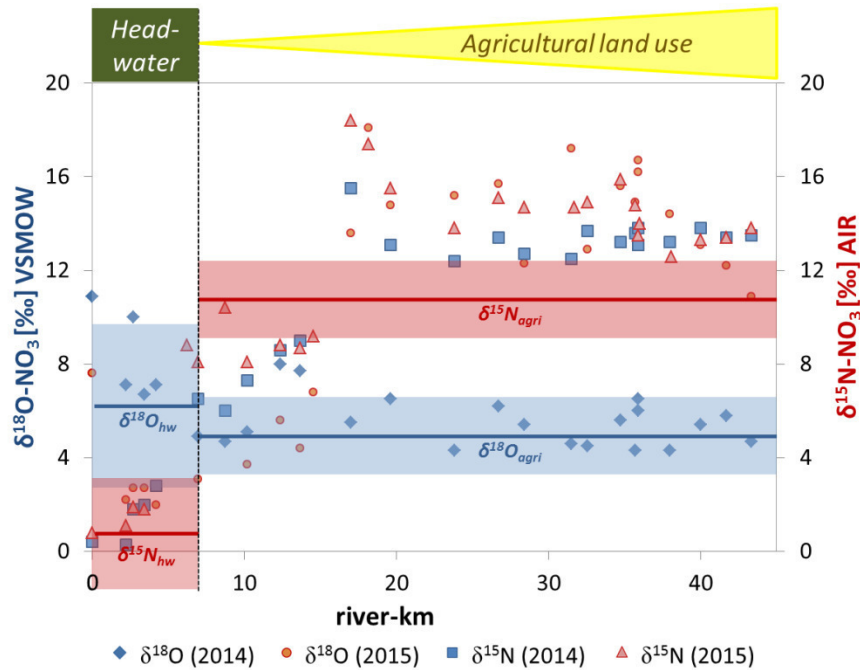 Head-
water
Agricultural land use
20
16
12
8
4
0
δ18O-NO3 [‰] VSMOW
20
16
12
8
4
0
δ15N-NO3 [‰] AIR
δ15Nagri
δ18Ohw
δ18Oagri
δ15Nhw
0 10 20 30 40
river-km
δ18O (2014) δ18O (2015) δ15N (2014) δ15N (2015)